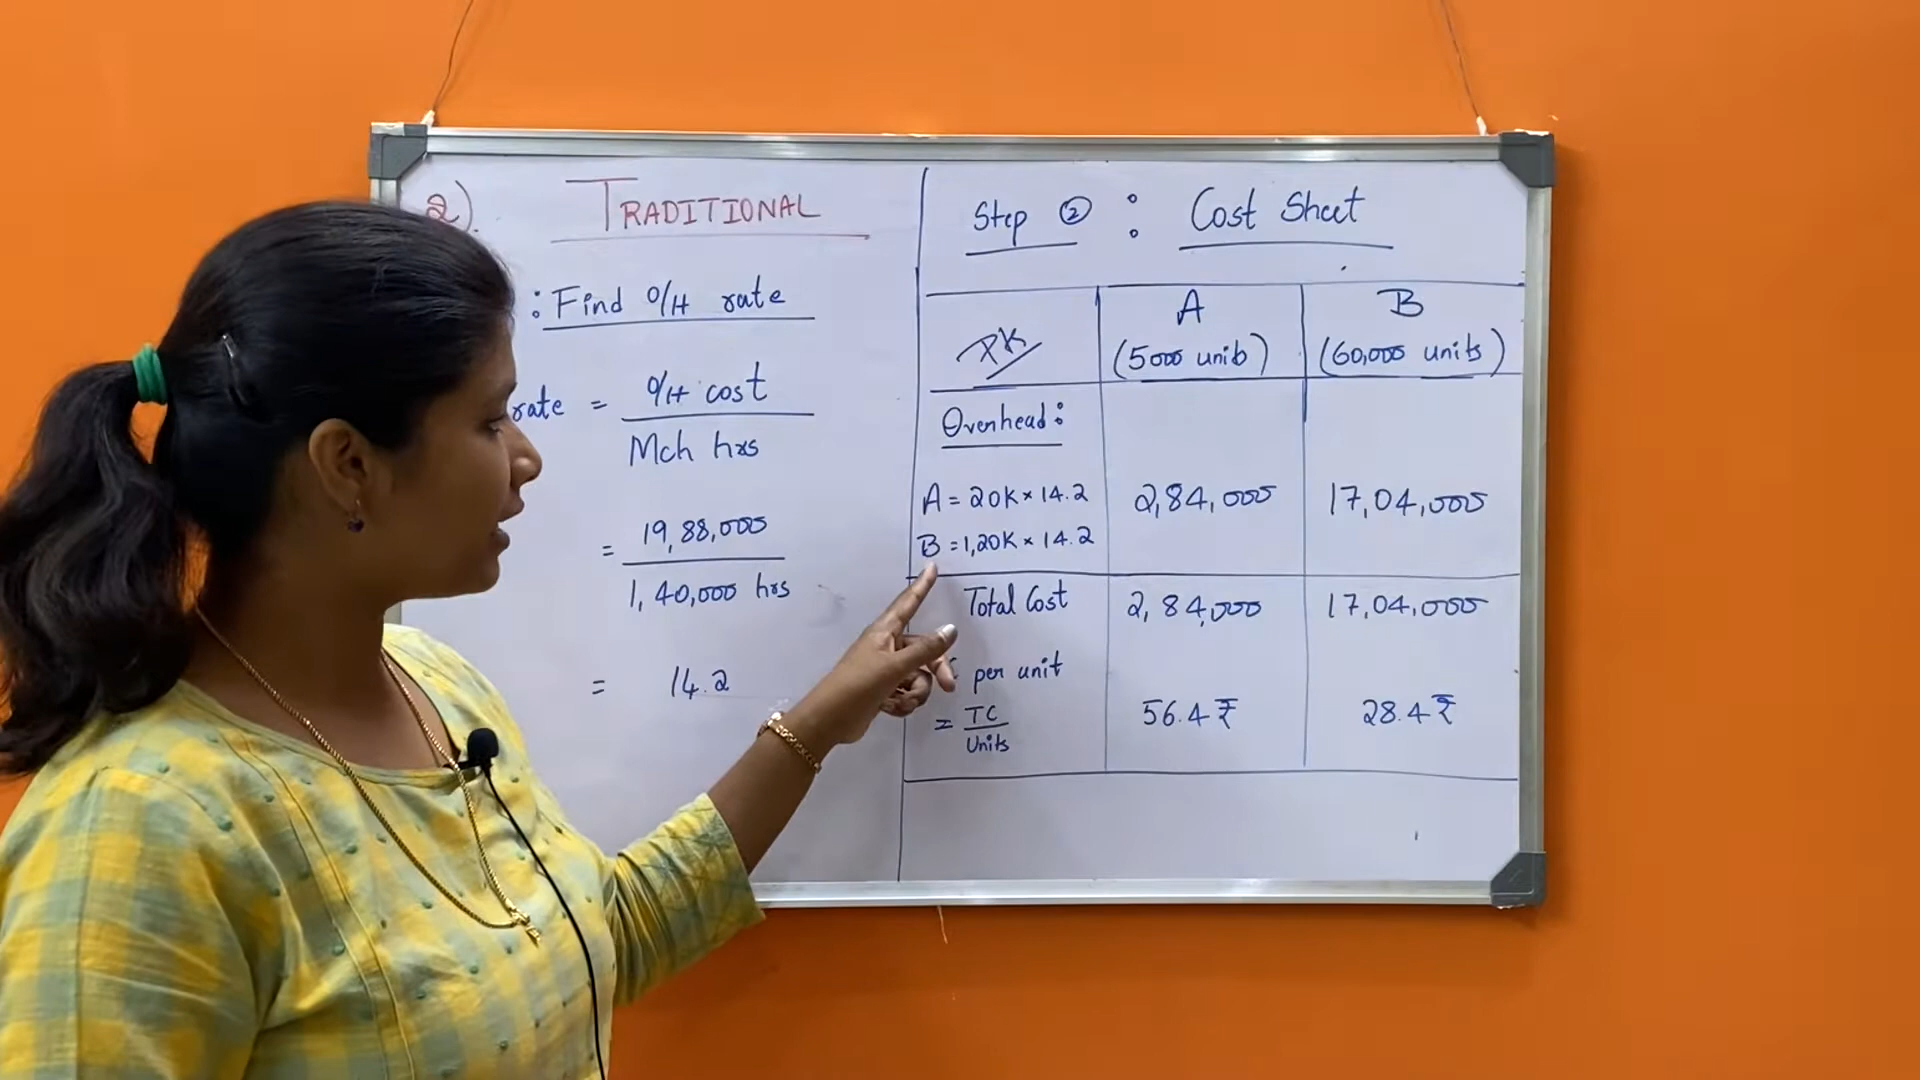 2). TRADITIONAL
: Find O/H rate
rate = O/H cost
Mch hrs
= 19,88,000
1,40,000 hrs
= 14.2
Step ② : Cost Sheet
PK
A
(5000 units)
B
(60,000 units)
Overhead:
A = 20K × 14.2
B = 1,20K × 14.2
2,84,000
17,04,000
Total Cost
2,84,000
17,04,000
per unit
= TC
Units
56.4 ₹
28.4 ₹